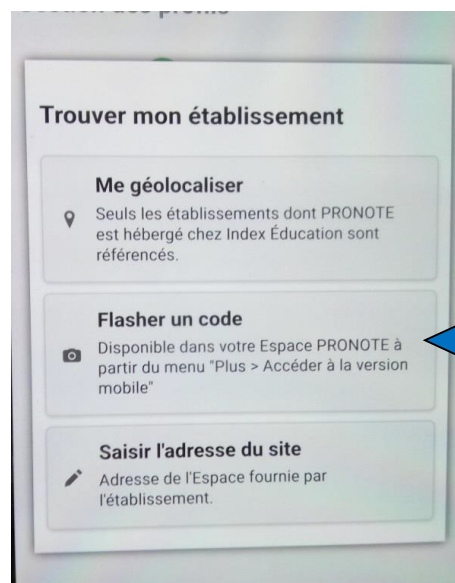 Trouver mon établissement
Me géolocaliser
Seuls les établissements dont PRONOTE
est hébergé chez Index Éducation sont
référencés.
Flasher un code
Disponible dans votre Espace PRONOTE à
partir du menu "Plus > Accéder à la version
mobile"
Saisir l'adresse du site
Adresse de l'Espace fournie par
l'établissement.